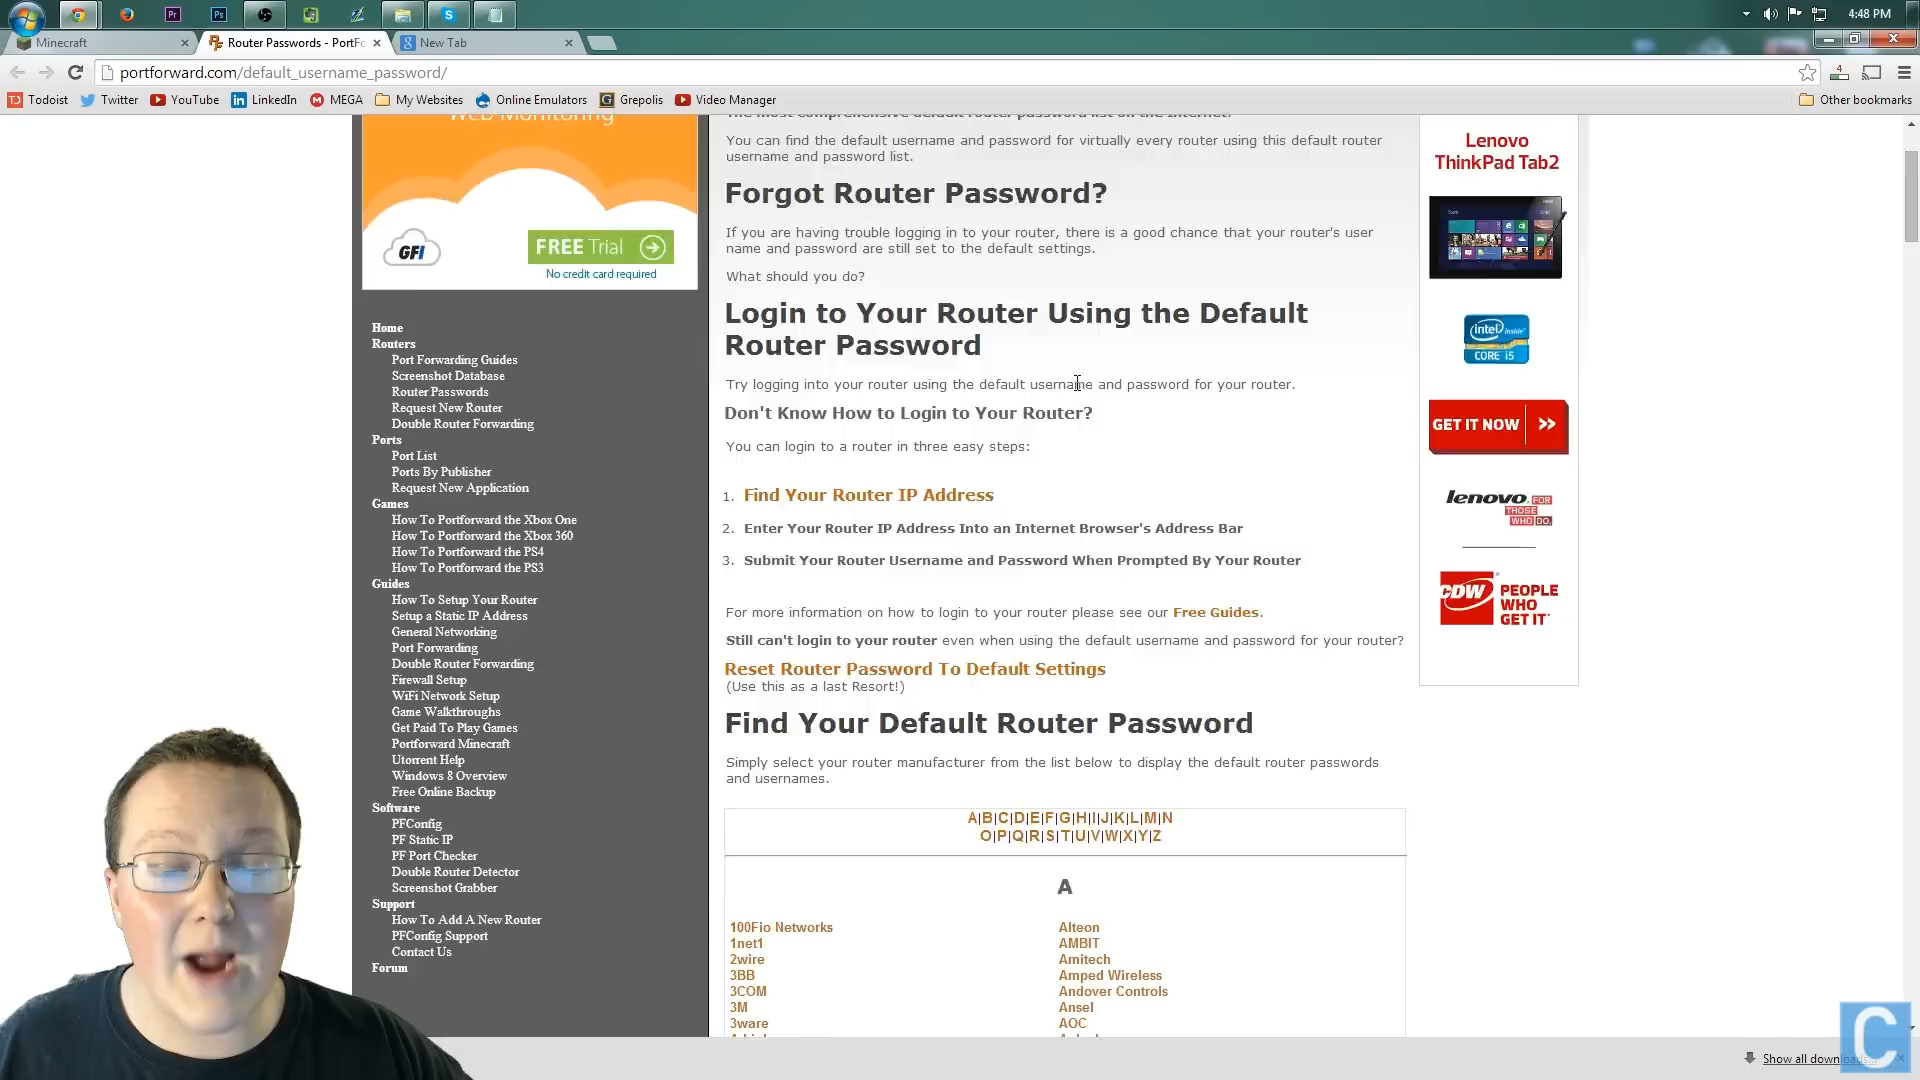 4:48 PM
Minecraft
Router Passwords - PortFo
New Tab
portforward.com/default_username_password/
4
Todoist
Twitter
YouTube
LinkedIn
MEGA
My Websites
Online Emulators
Grepolis
Video Manager
Other bookmarks
Web Monitoring
GFI
FREE Trial
No credit card required
Home
Routers
Port Forwarding Guides
Screenshot Database
Router Passwords
Request New Router
Double Router Forwarding
Ports
Port List
Ports By Publisher
Request New Application
Games
How To Portforward the Xbox One
How To Portforward the Xbox 360
How To Portforward the PS4
How To Portforward the PS3
Guides
How To Setup Your Router
Setup a Static IP Address
General Networking
Port Forwarding
Double Router Forwarding
Firewall Setup
WiFi Network Setup
Game Walkthroughs
Get Paid To Play Games
Portforward Minecraft
Utorrent Help
Windows 8 Overview
Free Online Backup
Software
PFConfig
PF Static IP
PF Port Checker
Double Router Detector
Screenshot Grabber
Support
How To Add A New Router
PFConfig Support
Contact Us
Forum
The most comprehensive default router password list on the internet!
You can find the default username and password for virtually every router using this default router
username and password list.
Forgot Router Password?
If you are having trouble logging in to your router, there is a good chance that your router's user
name and password are still set to the default settings.
What should you do?
Login to Your Router Using the Default
Router Password
Try logging into your router using the default username and password for your router.
Don't Know How to Login to Your Router?
You can login to a router in three easy steps:
1. Find Your Router IP Address
2. Enter Your Router IP Address Into an Internet Browser's Address Bar
3. Submit Your Router Username and Password When Prompted By Your Router
For more information on how to login to your router please see our Free Guides.
Still can't login to your router even when using the default username and password for your router?
Reset Router Password To Default Settings
(Use this as a last Resort!)
Find Your Default Router Password
Simply select your router manufacturer from the list below to display the default router passwords
and usernames.
A|B|C|D|E|F|G|H|I|J|K|L|M|N
O|P|Q|R|S|T|U|V|W|X|Y|Z
A
100Fio Networks
1net1
2wire
3BB
3COM
3M
3ware
Alteon
AMBIT
Amitech
Amped Wireless
Andover Controls
Ansel
AOC
Lenovo
ThinkPad Tab2
intel inside
CORE i5
GET IT NOW >>
lenovo FOR THOSE WHO DO.
CDW PEOPLE
WHO
GET IT
Show all downloads...
C